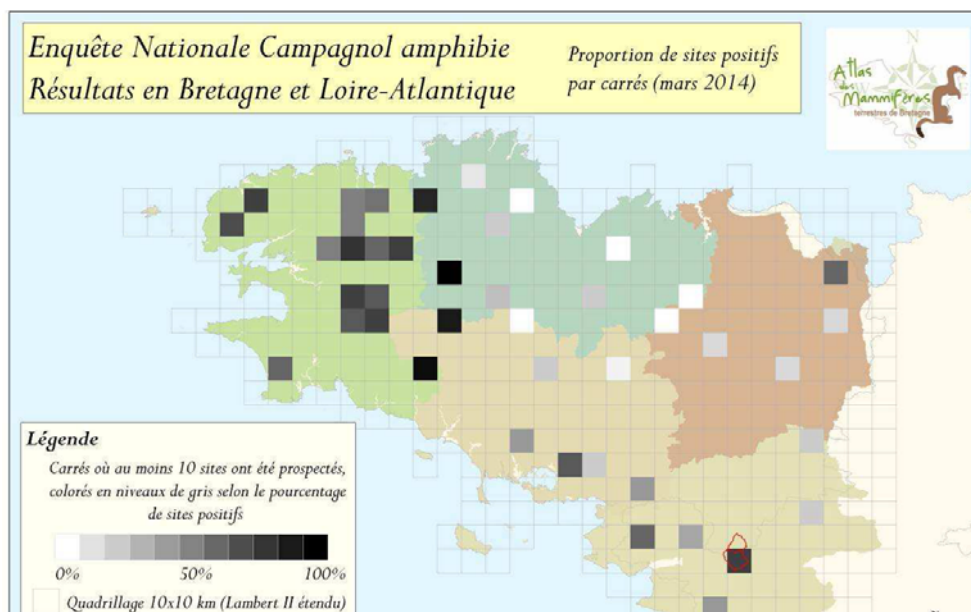 Enquête Nationale Campagnol amphibie
Résultats en Bretagne et Loire-Atlantique
Proportion de sites positifs
par carrés (mars 2014)
N
Atlas
des
Mammifères
terrestres de Bretagne
Légende
Carrés où au moins 10 sites ont été prospectés,
colorés en niveaux de gris selon le pourcentage
de sites positifs
0% 50% 100%
Quadrillage 10x10 km (Lambert II étendu)